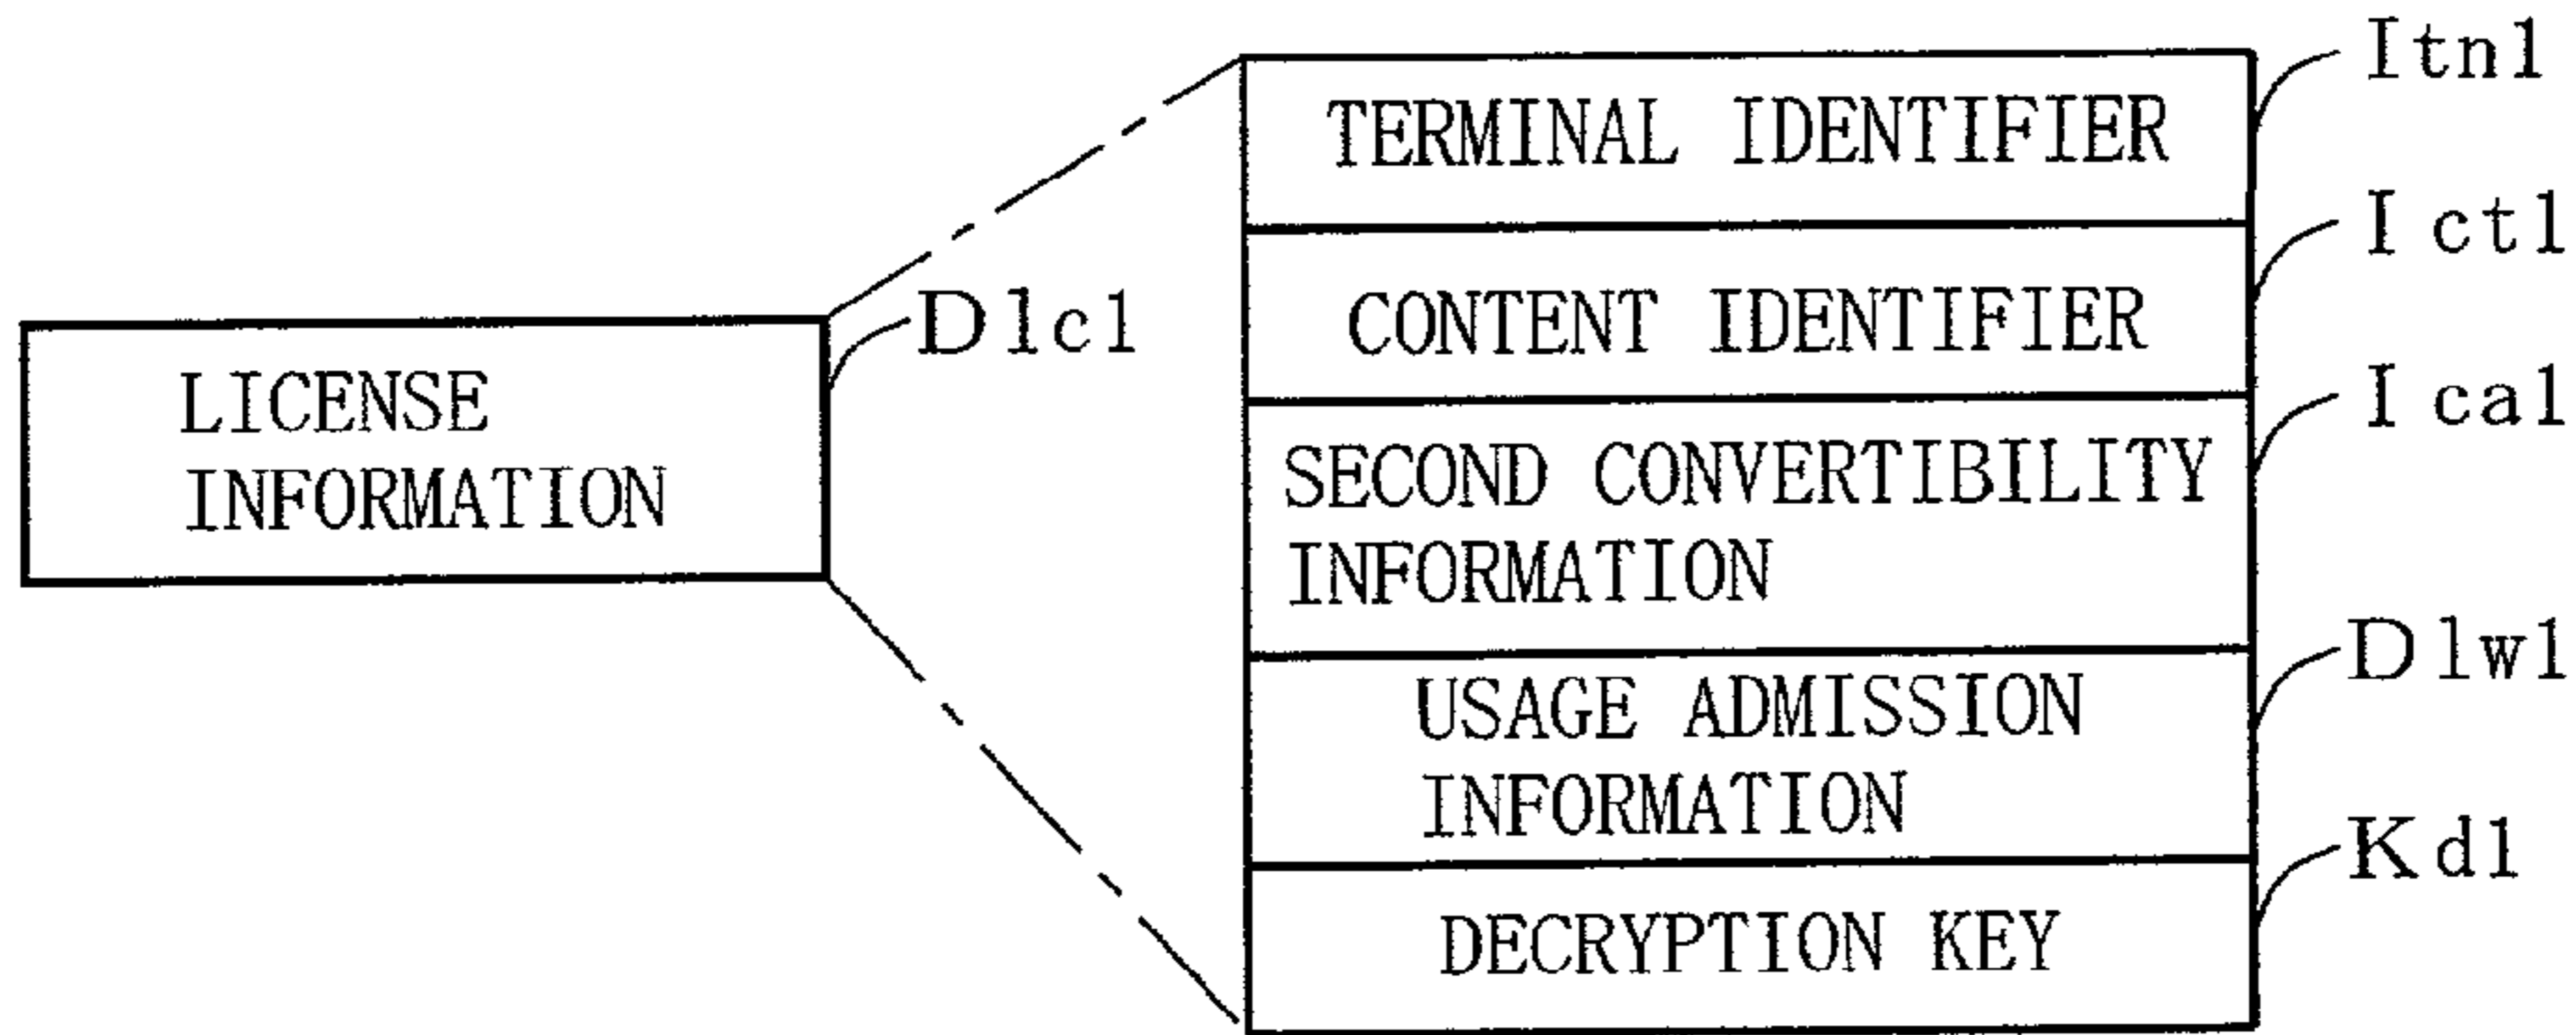 LICENSE
INFORMATION
Dlc1
TERMINAL IDENTIFIER
Itn1
CONTENT IDENTIFIER
Ict1
SECOND CONVERTIBILITY
INFORMATION
Ica1
USAGE ADMISSION
INFORMATION
Dlw1
DECRYPTION KEY
Kd1